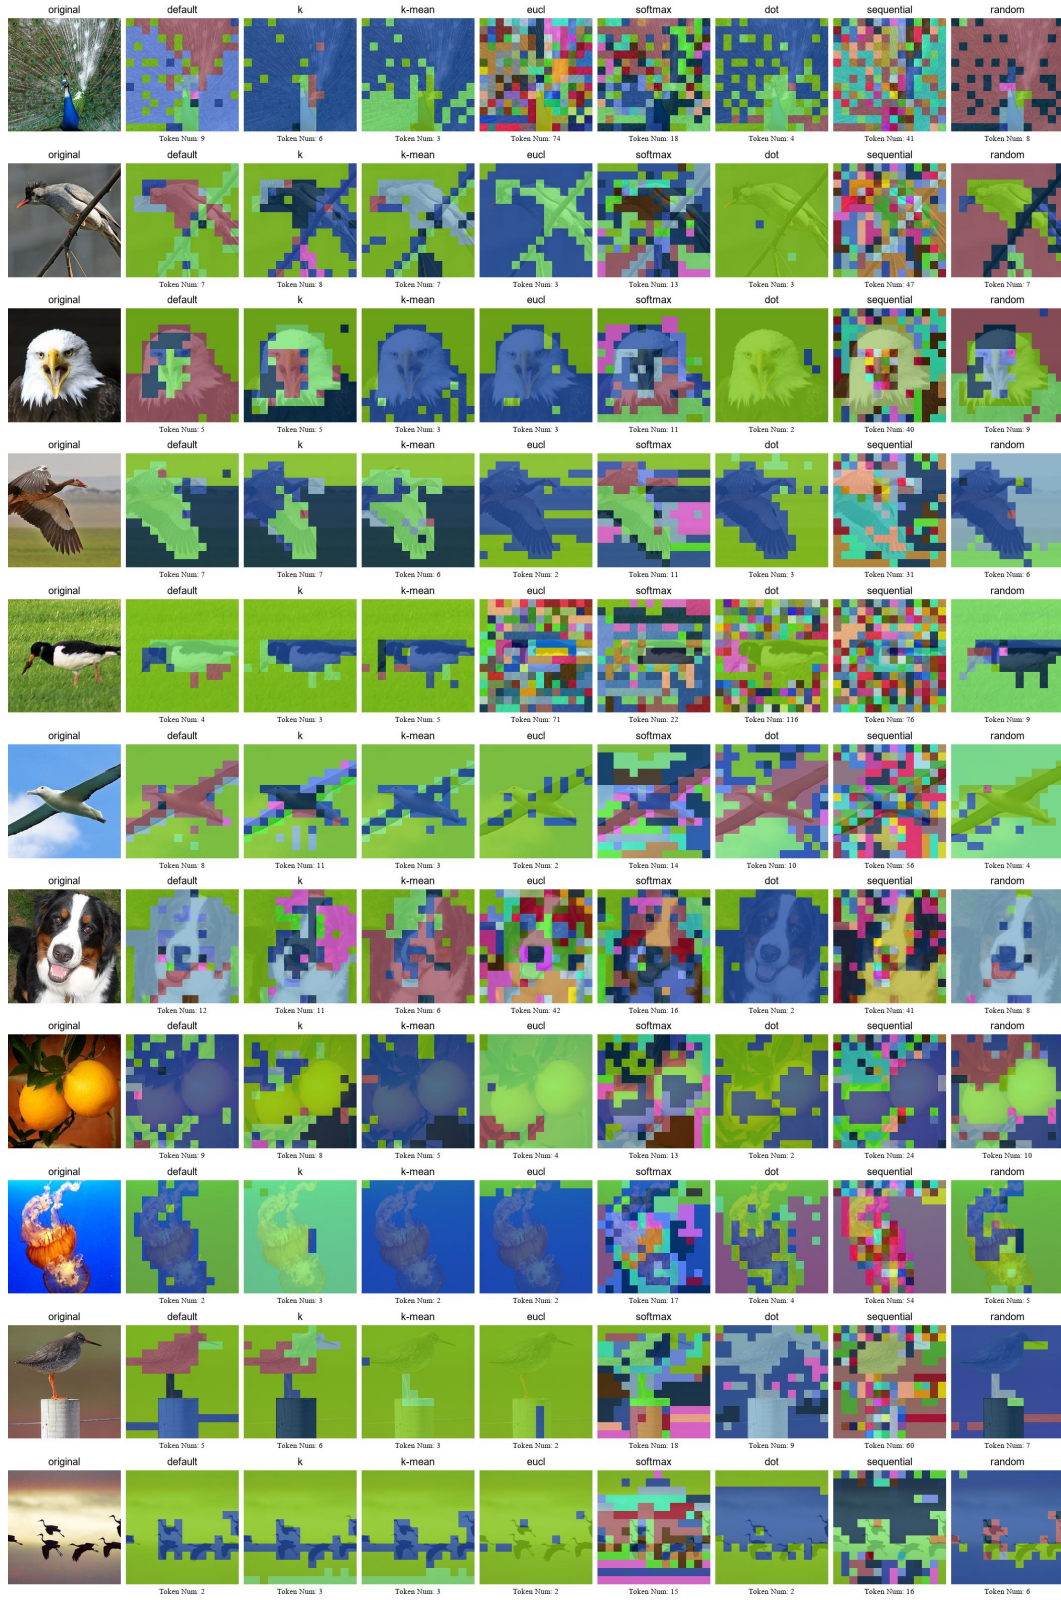 original default k k-mean eucl softmax dot sequential random
Token Num: 9 Token Num: 6 Token Num: 3 Token Num: 74 Token Num: 18 Token Num: 4 Token Num: 41 Token Num: 8
original default k k-mean eucl softmax dot sequential random
Token Num: 7 Token Num: 8 Token Num: 7 Token Num: 3 Token Num: 13 Token Num: 3 Token Num: 47 Token Num: 7
original default k k-mean eucl softmax dot sequential random
Token Num: 5 Token Num: 5 Token Num: 3 Token Num: 3 Token Num: 11 Token Num: 2 Token Num: 40 Token Num: 9
original default k k-mean eucl softmax dot sequential random
Token Num: 7 Token Num: 7 Token Num: 6 Token Num: 2 Token Num: 11 Token Num: 3 Token Num: 31 Token Num: 6
original default k k-mean eucl softmax dot sequential random
Token Num: 4 Token Num: 3 Token Num: 5 Token Num: 71 Token Num: 22 Token Num: 116 Token Num: 76 Token Num: 9
original default k k-mean eucl softmax dot sequential random
Token Num: 8 Token Num: 11 Token Num: 3 Token Num: 2 Token Num: 14 Token Num: 10 Token Num: 56 Token Num: 4
original default k k-mean eucl softmax dot sequential random
Token Num: 12 Token Num: 11 Token Num: 6 Token Num: 42 Token Num: 16 Token Num: 2 Token Num: 41 Token Num: 8
original default k k-mean eucl softmax dot sequential random
Token Num: 9 Token Num: 8 Token Num: 5 Token Num: 4 Token Num: 13 Token Num: 2 Token Num: 24 Token Num: 10
original default k k-mean eucl softmax dot sequential random
Token Num: 2 Token Num: 3 Token Num: 2 Token Num: 2 Token Num: 17 Token Num: 4 Token Num: 54 Token Num: 5
original default k k-mean eucl softmax dot sequential random
Token Num: 5 Token Num: 6 Token Num: 3 Token Num: 2 Token Num: 18 Token Num: 9 Token Num: 60 Token Num: 7
original default k k-mean eucl softmax dot sequential random
Token Num: 2 Token Num: 3 Token Num: 3 Token Num: 2 Token Num: 15 Token Num: 2 Token Num: 16 Token Num: 6